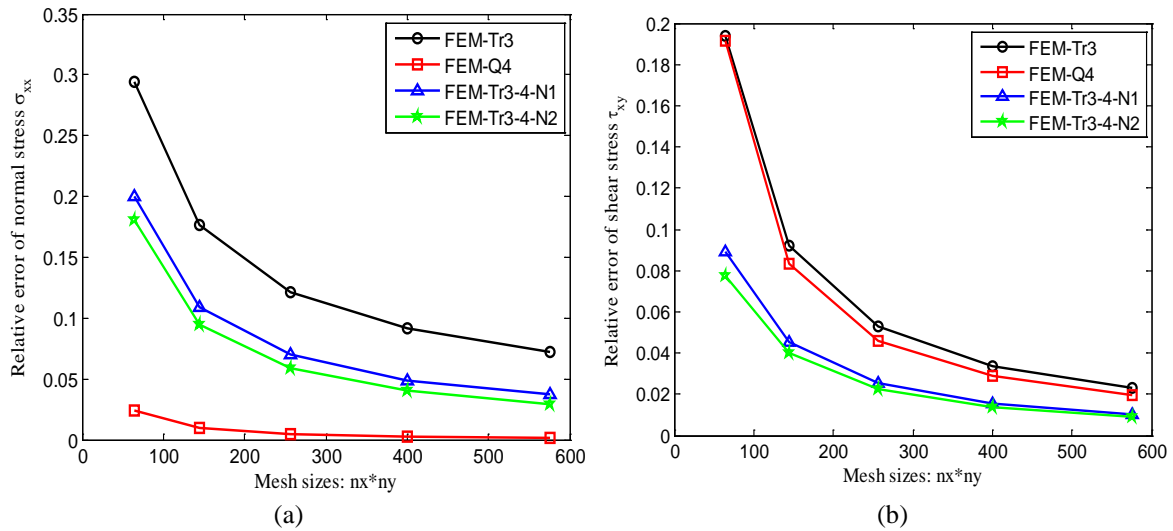 0.35
0.3
0.25
0.2
0.15
0.1
0.05
0
0 100 200 300 400 500 600
Relative error of normal stress σxx
Mesh sizes: nx*ny
FEM-Tr3
FEM-Q4
FEM-Tr3-4-N1
FEM-Tr3-4-N2
(a)
0.2
0.18
0.16
0.14
0.12
0.1
0.08
0.06
0.04
0.02
0
0 100 200 300 400 500 600
Relative error of shear stress τxy
Mesh sizes: nx*ny
FEM-Tr3
FEM-Q4
FEM-Tr3-4-N1
FEM-Tr3-4-N2
(b)